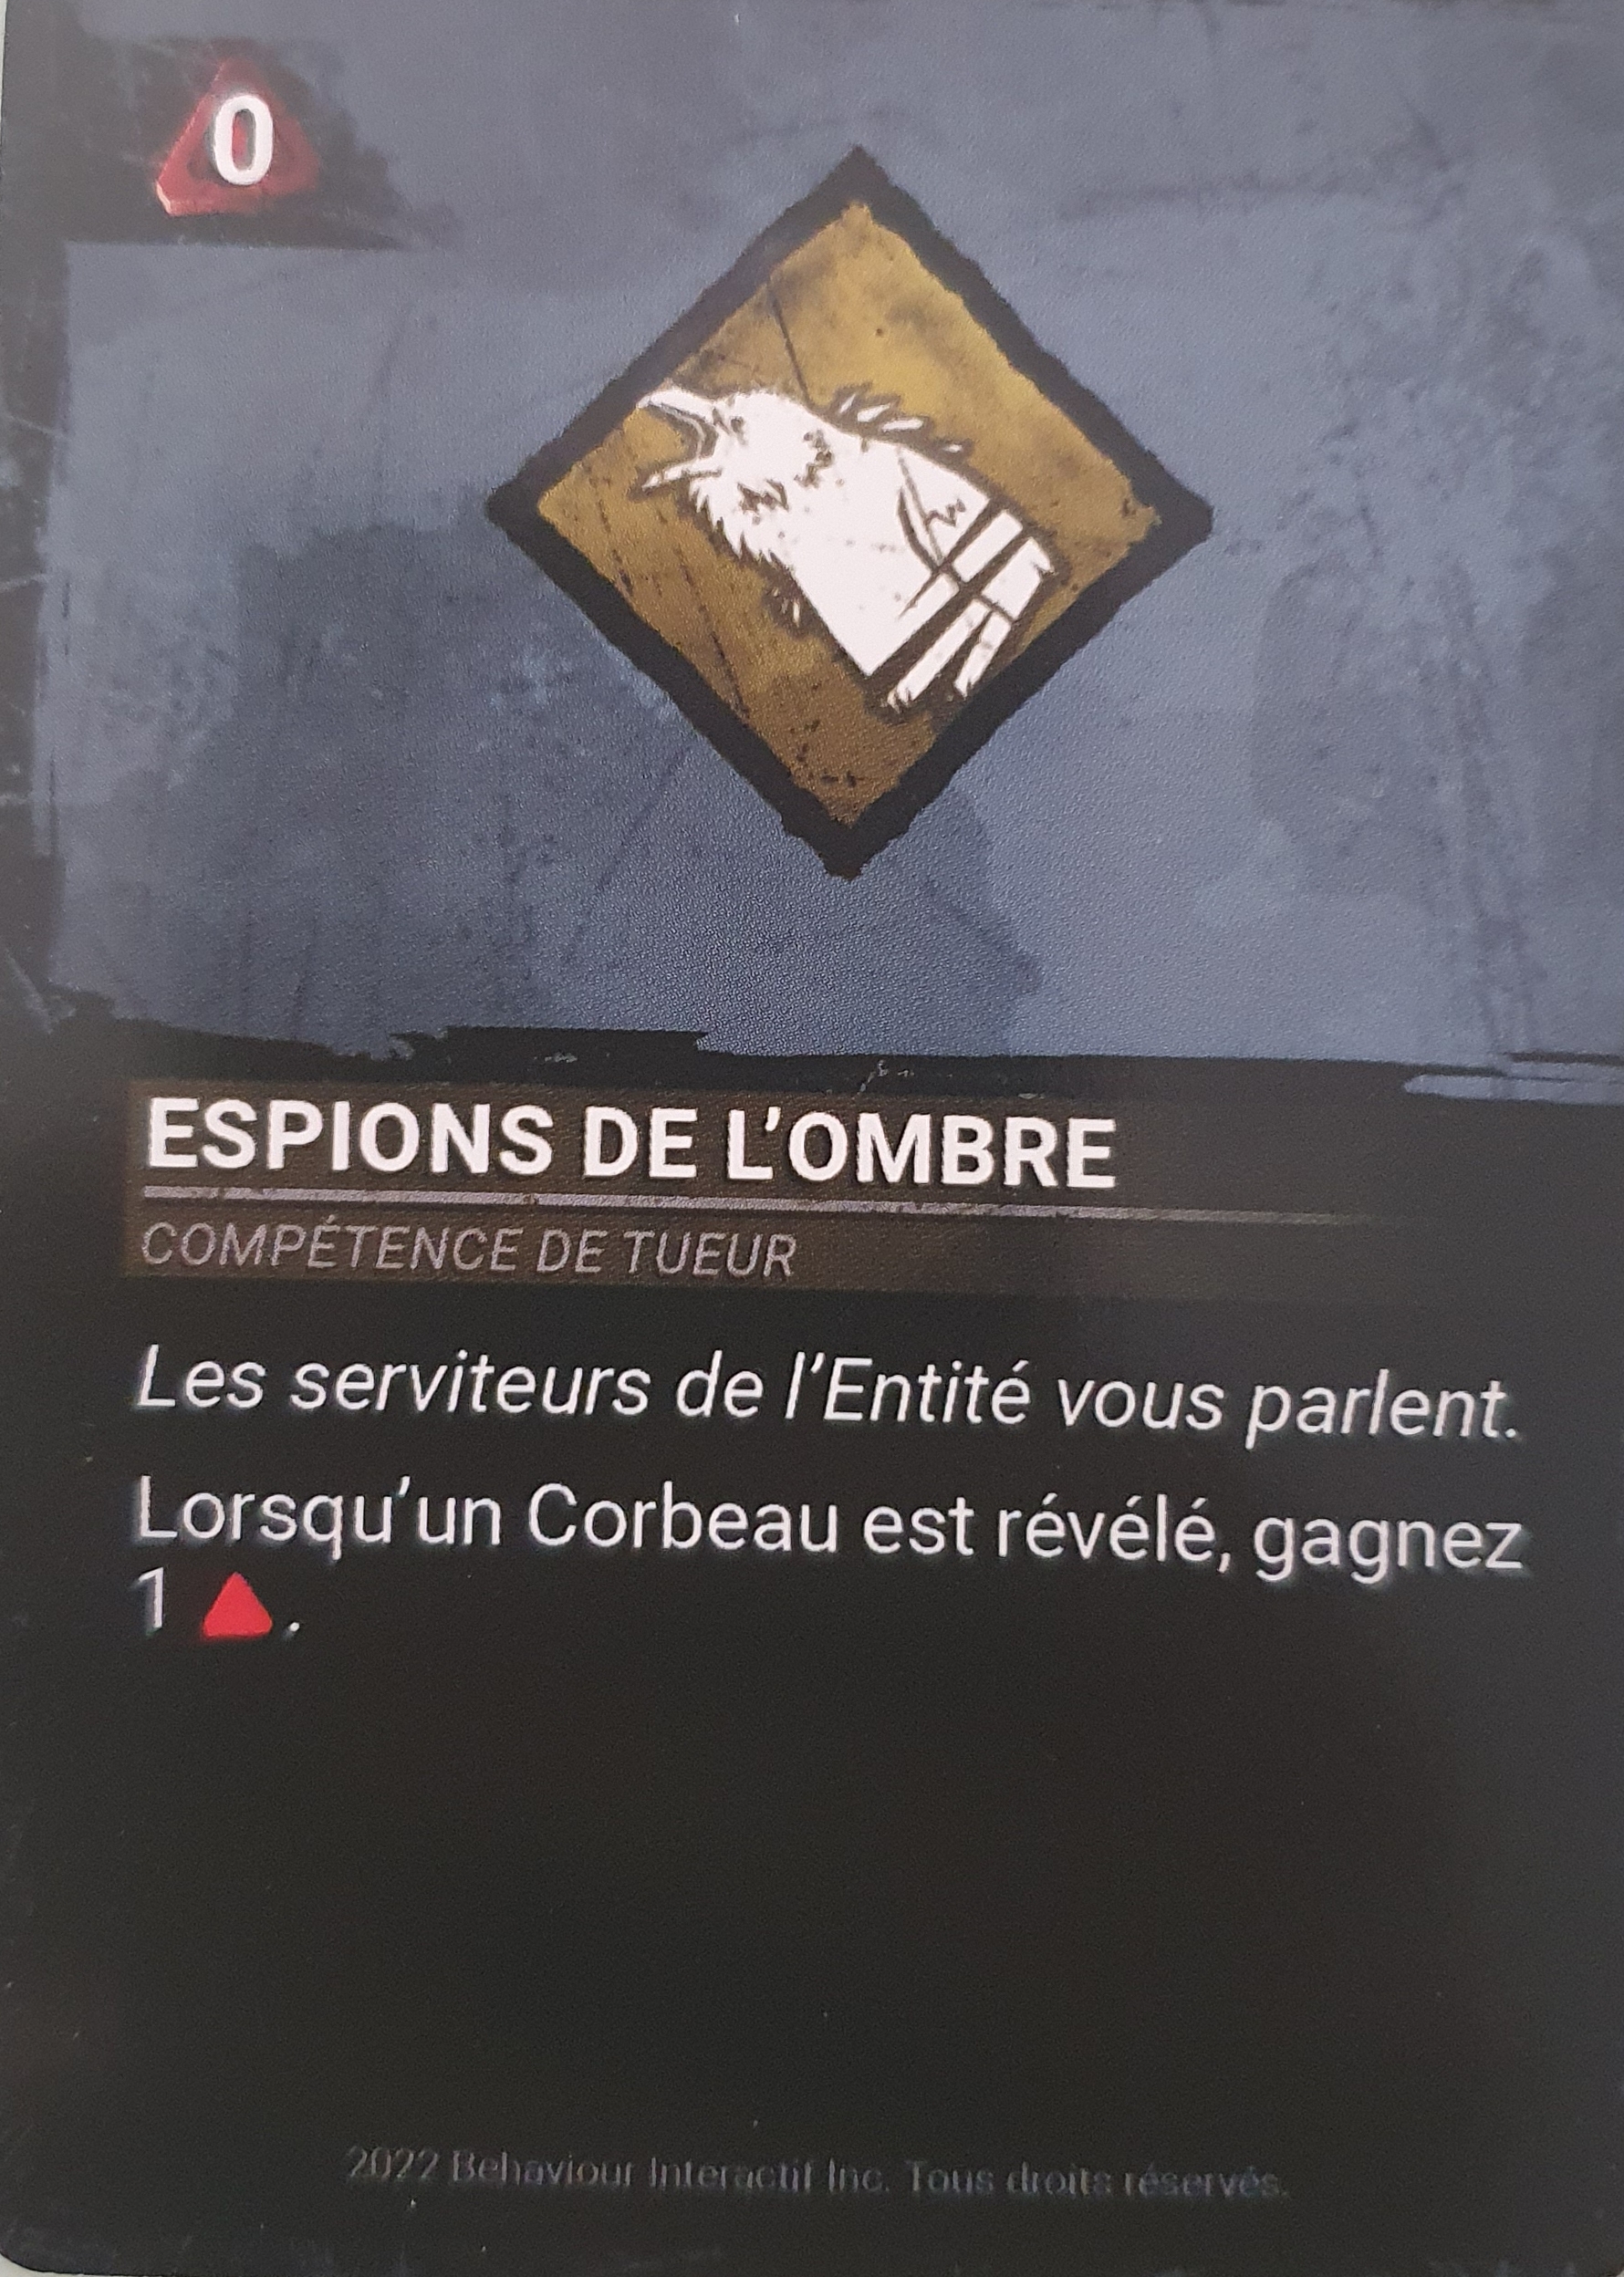 0
ESPIONS DE L'OMBRE
COMPÉTENCE DE TUEUR
Les serviteurs de l'Entité vous parlent.
Lorsqu'un Corbeau est révélé, gagnez
1 ▲.
2022 Behaviour Interactif Inc. Tous droits réservés.